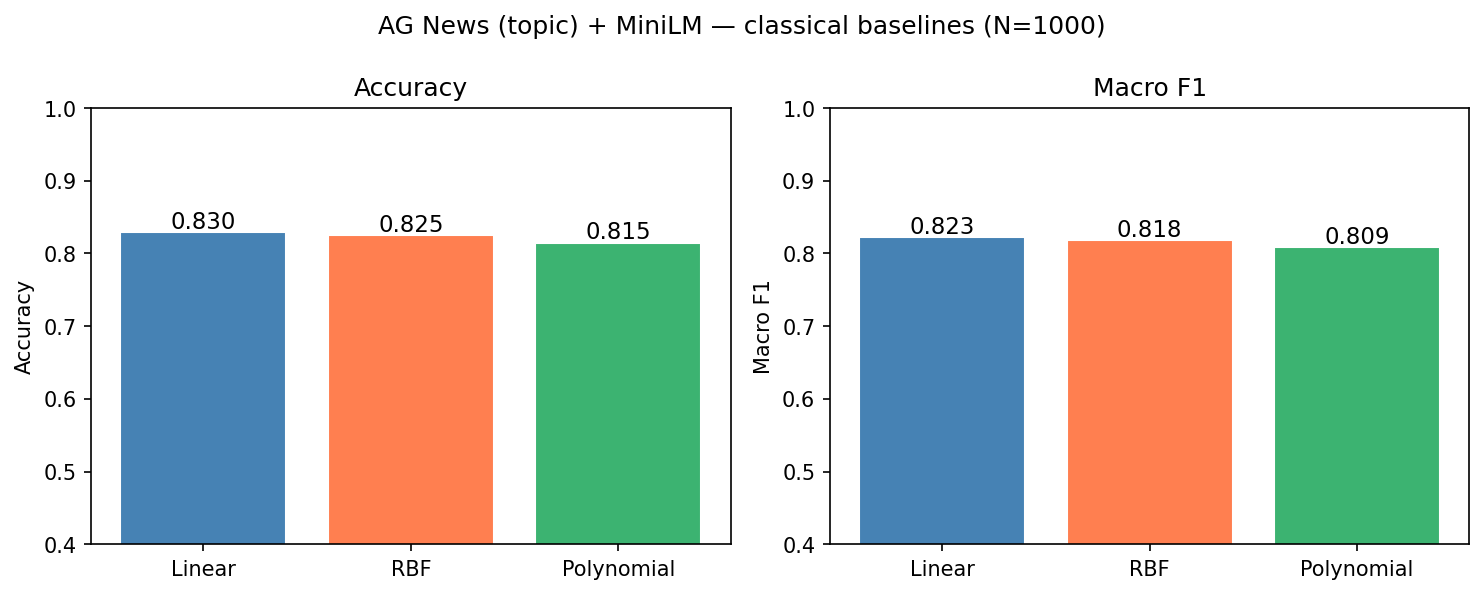 AG News (topic) + MiniLM — classical baselines (N=1000)
Accuracy
1.0
0.9
0.8
0.7
0.6
0.5
0.4
Accuracy
0.830
0.825
0.815
Linear
RBF
Polynomial
Macro F1
1.0
0.9
0.8
0.7
0.6
0.5
0.4
Macro F1
0.823
0.818
0.809
Linear
RBF
Polynomial